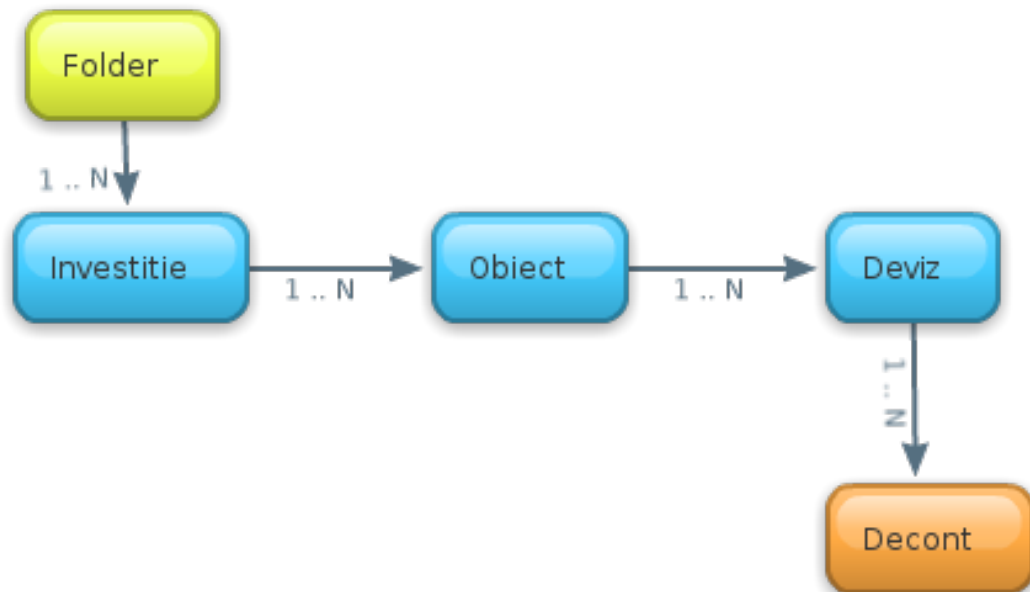 Folder
1 .. N
Investitie
1 .. N
Obiect
1 .. N
Deviz
1 .. N
Decont